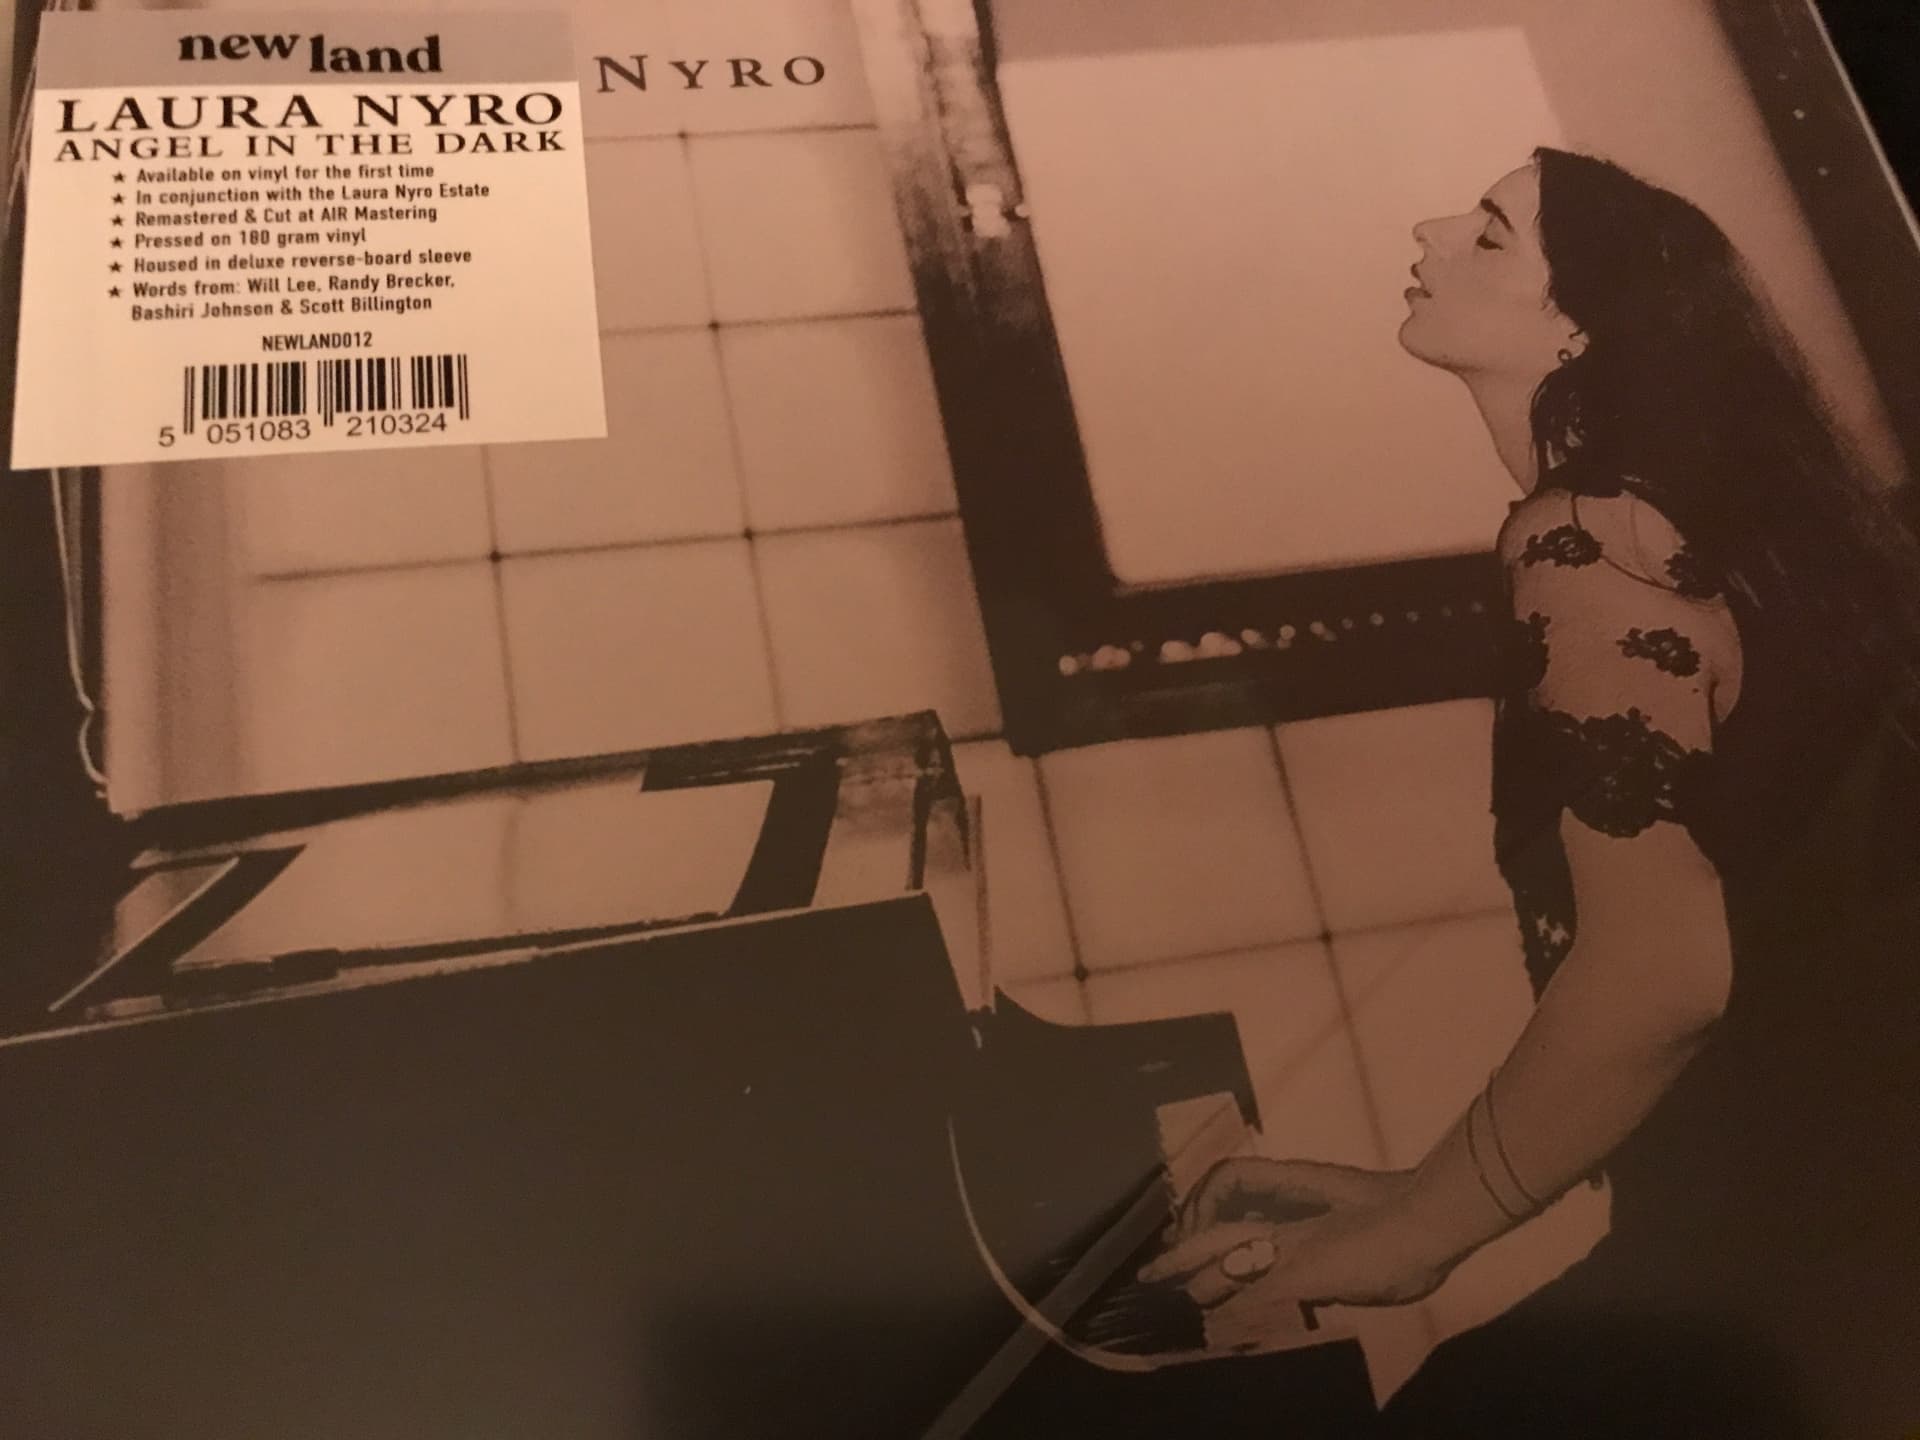 new land
NYRO
LAURA NYRO
ANGEL IN THE DARK
★ Available on vinyl for the first time
★ In conjunction with the Laura Nyro Estate
★ Remastered & Cut at AIR Mastering
★ Pressed on 180 gram vinyl
★ Housed in deluxe reverse-board sleeve
★ Words from: Will Lee, Randy Brecker,
Bashiri Johnson & Scott Billington
NEWLAND012
5 051083 210324